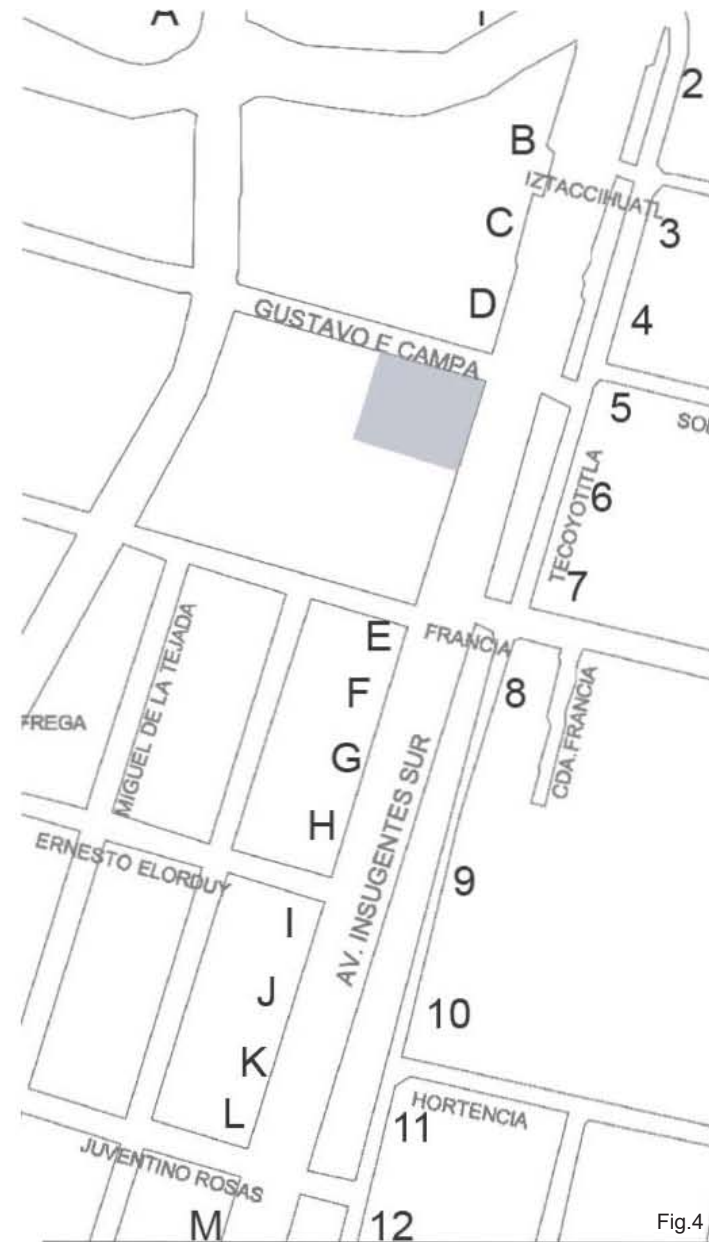 A
2
B
IZTACCIHUATL
C
3
D
GUSTAVO E CAMPA
4
5
SOL
6
TECOYOTITLA
7
E
FRANCIA
F
8
MIGUEL DE LA TEJADA
FREGA
CDA.FRANCIA
G
H
ERNESTO ELORDUY
AV. INSUGENTES SUR
9
I
J
10
K
HORTENCIA
L
11
JUVENTINO ROSAS
M
12
Fig.4